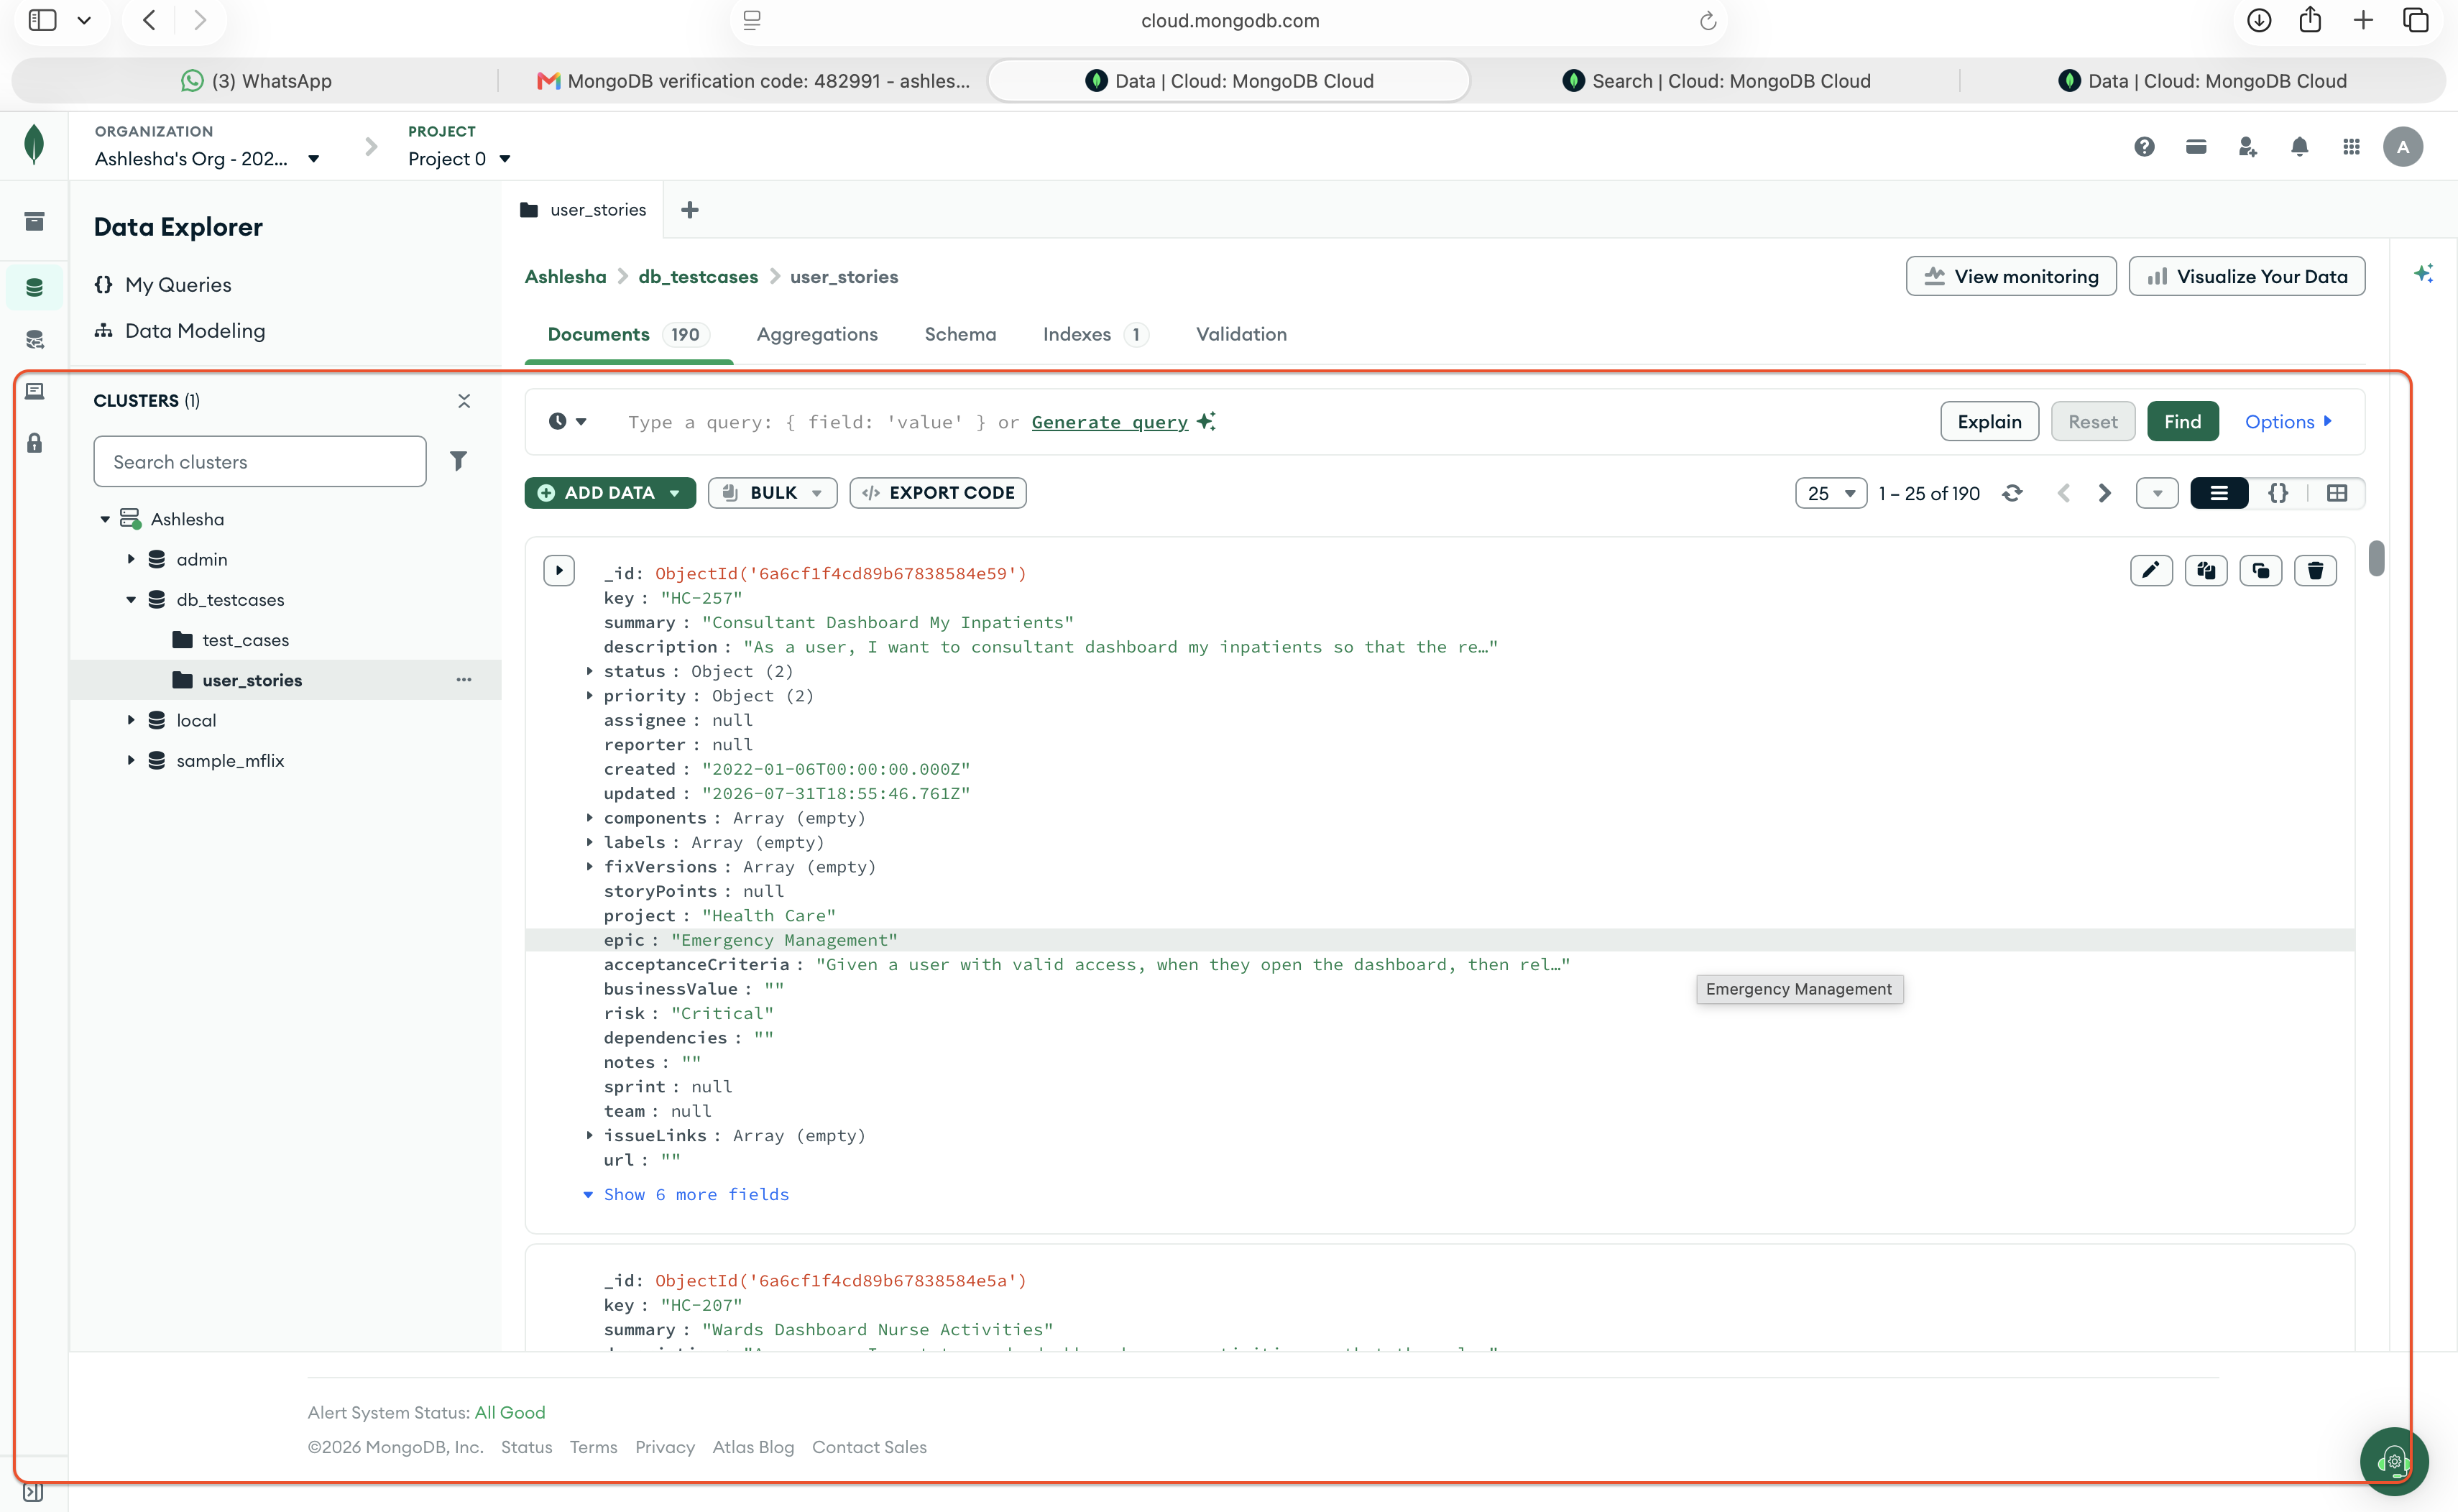 cloud.mongodb.com
(3) WhatsApp
MongoDB verification code: 482991 - ashles...
Data | Cloud: MongoDB Cloud
Search | Cloud: MongoDB Cloud
Data | Cloud: MongoDB Cloud
ORGANIZATION
Ashlesha's Org - 202...
PROJECT
Project 0
A
Data Explorer
My Queries
Data Modeling
CLUSTERS (1)
Search clusters
Ashlesha
admin
db_testcases
test_cases
user_stories
local
sample_mflix
user_stories
Ashlesha > db_testcases > user_stories
View monitoring
Visualize Your Data
Documents 190
Aggregations
Schema
Indexes 1
Validation
Type a query: { field: 'value' } or Generate query
Explain
Reset
Find
Options
ADD DATA
BULK
EXPORT CODE
25
1 – 25 of 190
_id: ObjectId('6a6cf1f4cd89b67838584e59')
key : "HC-257"
summary : "Consultant Dashboard My Inpatients"
description : "As a user, I want to consultant dashboard my inpatients so that the re…"
status : Object (2)
priority : Object (2)
assignee : null
reporter : null
created : "2022-01-06T00:00:00.000Z"
updated : "2026-07-31T18:55:46.761Z"
components : Array (empty)
labels : Array (empty)
fixVersions : Array (empty)
storyPoints : null
project : "Health Care"
epic : "Emergency Management"
acceptanceCriteria : "Given a user with valid access, when they open the dashboard, then rel…"
Emergency Management
businessValue : ""
risk : "Critical"
dependencies : ""
notes : ""
sprint : null
team : null
issueLinks : Array (empty)
url : ""
Show 6 more fields
_id: ObjectId('6a6cf1f4cd89b67838584e5a')
key : "HC-207"
summary : "Wards Dashboard Nurse Activities"
Alert System Status: All Good
©2026 MongoDB, Inc. Status Terms Privacy Atlas Blog Contact Sales